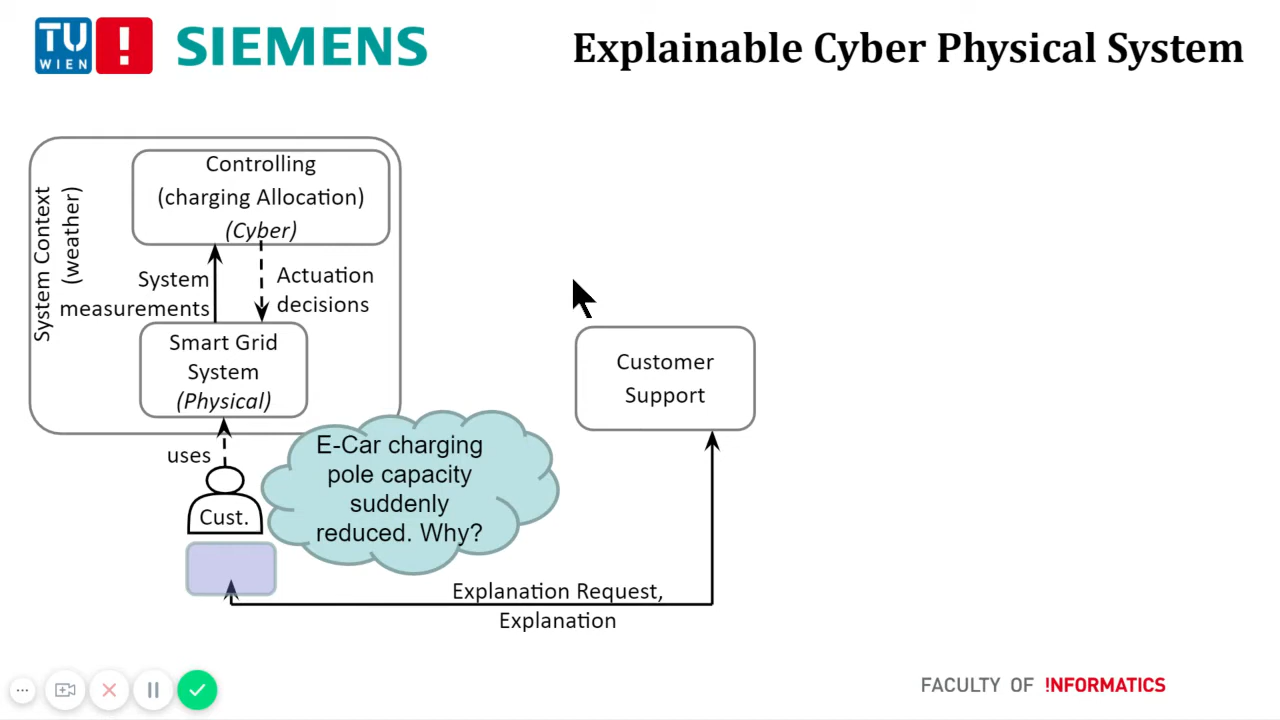 TU
WIEN
!
SIEMENS
Explainable Cyber Physical System
System Context
(weather)
Controlling
(charging Allocation)
(Cyber)
System
measurements
Actuation
decisions
Smart Grid
System
(Physical)
uses
Cust.
E-Car charging
pole capacity
suddenly
reduced. Why?
Customer
Support
Explanation Request,
Explanation
FACULTY OF !NFORMATICS